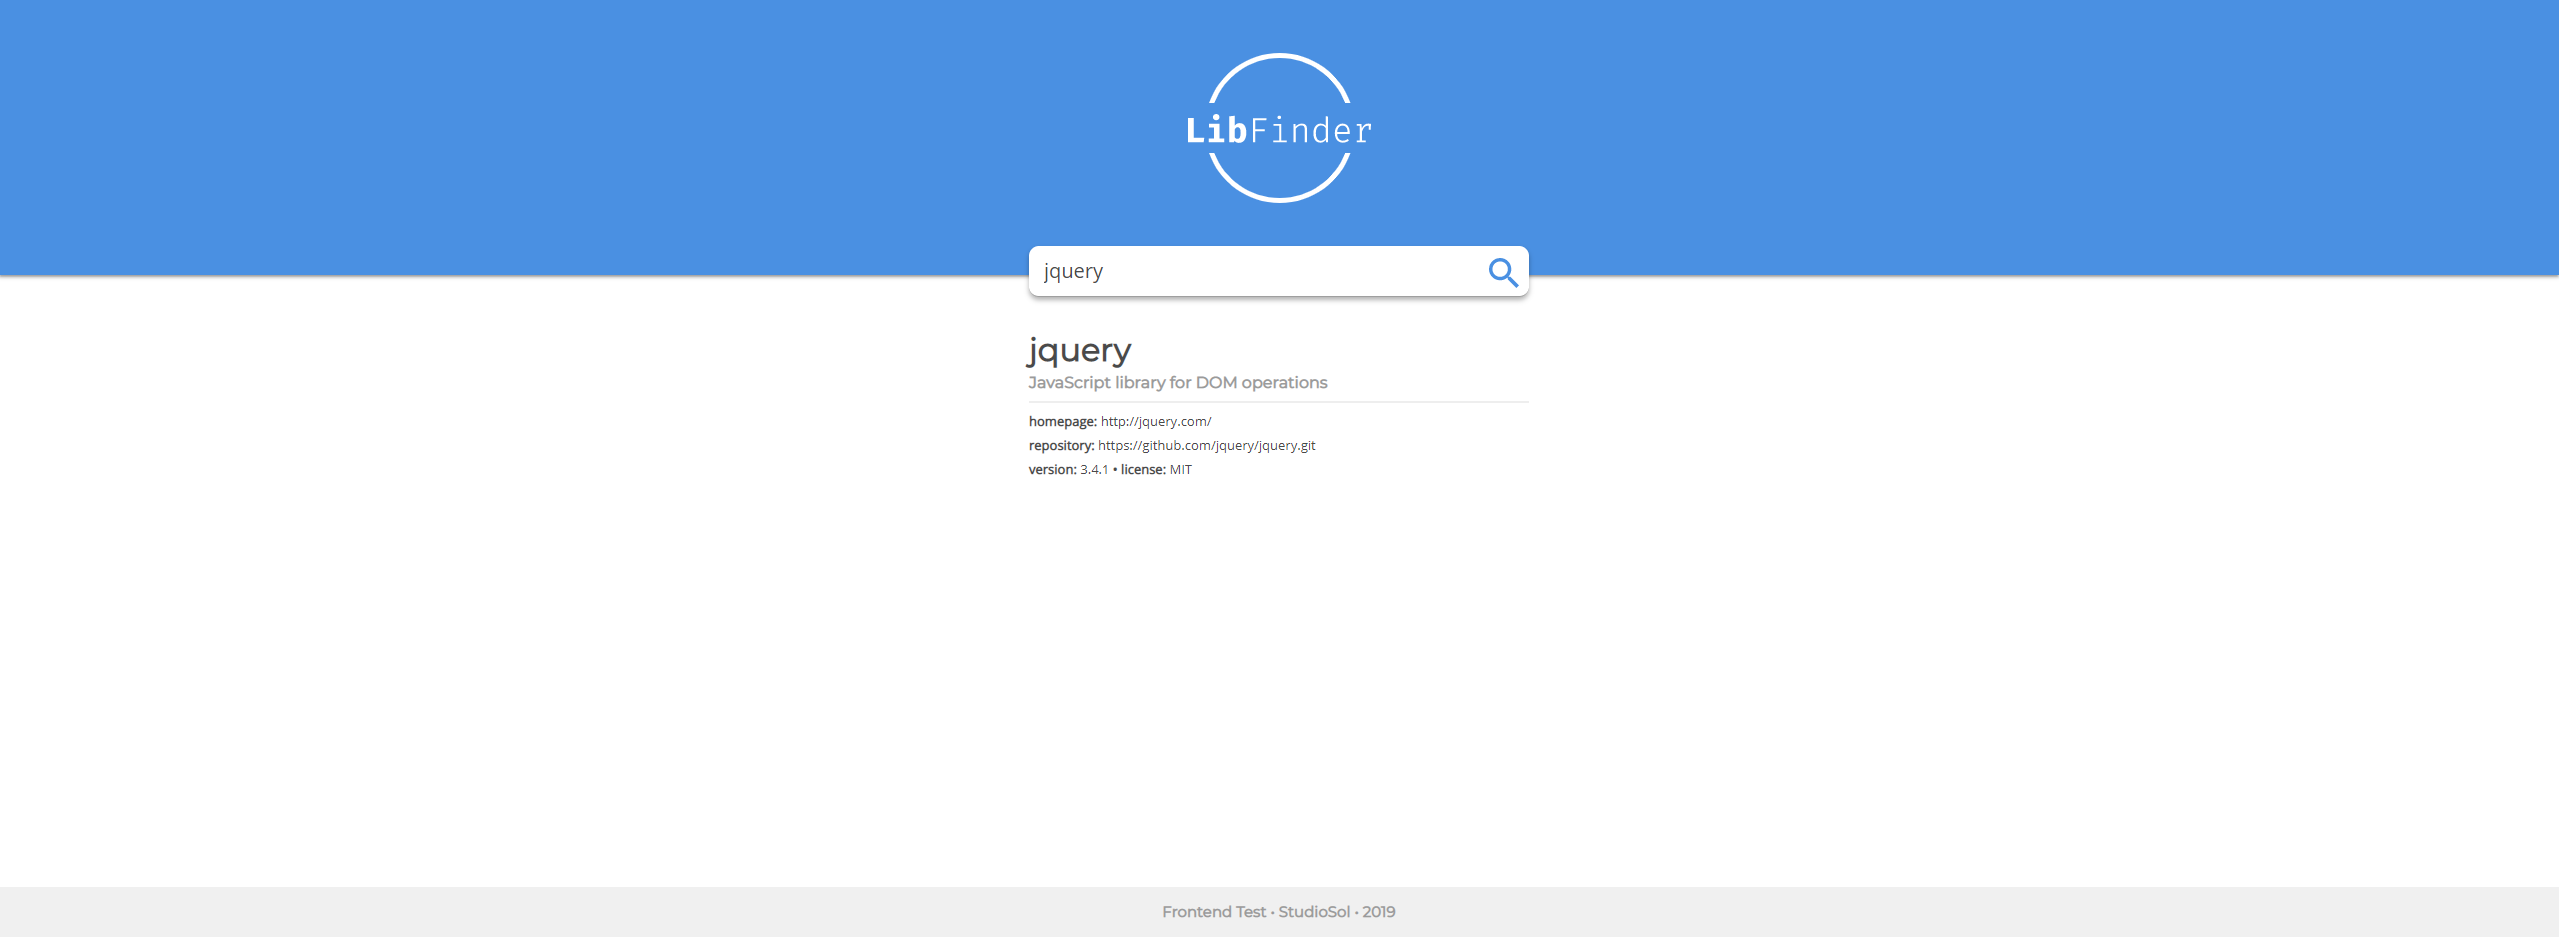 LibFinder
jquery
jquery
JavaScript library for DOM operations
homepage: http://jquery.com/
repository: https://github.com/jquery/jquery.git
version: 3.4.1 • license: MIT
Frontend Test • StudioSol • 2019